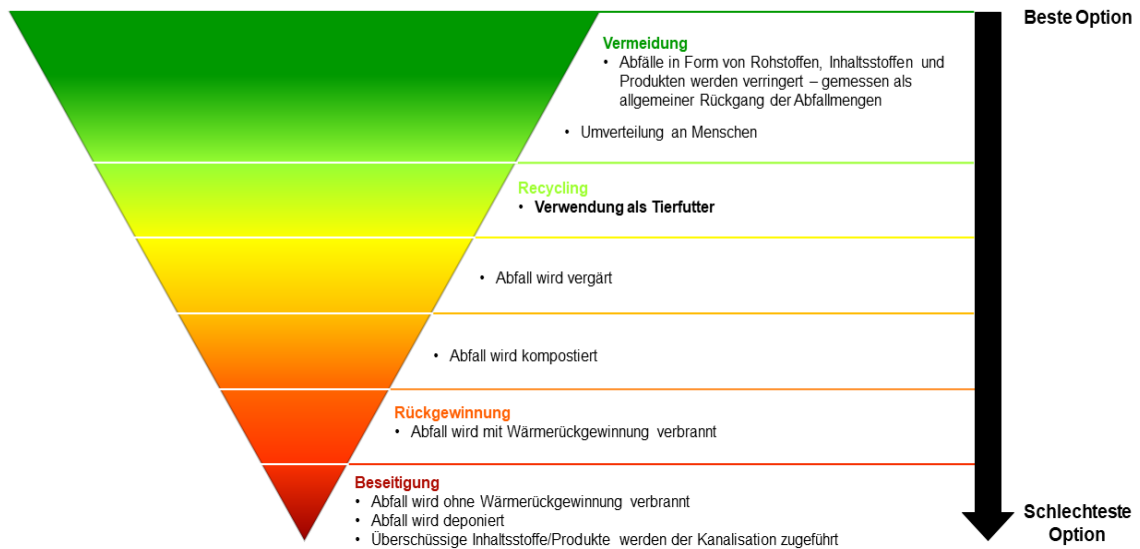 Beste Option
Vermeidung
• Abfälle in Form von Rohstoffen, Inhaltsstoffen und
Produkten werden verringert – gemessen als
allgemeiner Rückgang der Abfallmengen
• Umverteilung an Menschen
Recycling
• Verwendung als Tierfutter
• Abfall wird vergärt
• Abfall wird kompostiert
Rückgewinnung
• Abfall wird mit Wärmerückgewinnung verbrannt
Beseitigung
• Abfall wird ohne Wärmerückgewinnung verbrannt
• Abfall wird deponiert
• Überschüssige Inhaltsstoffe/Produkte werden der Kanalisation zugeführt
Schlechteste
Option